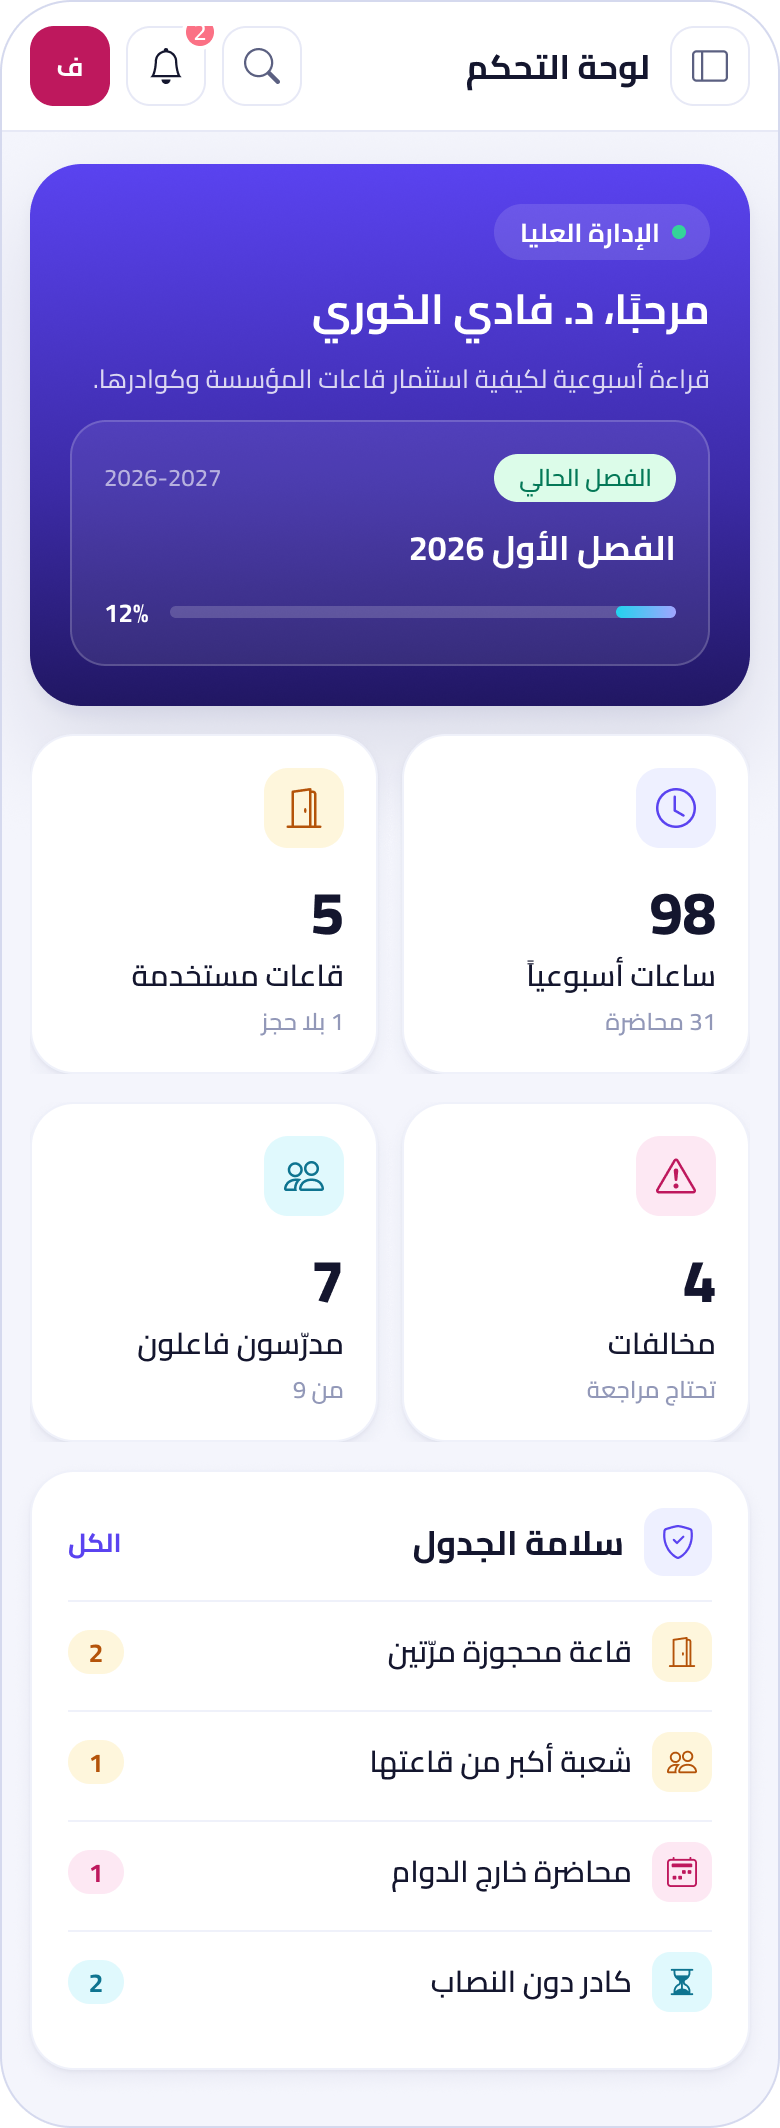 لوحة التحكم
2
ف
الإدارة العليا
مرحبًا، د. فادي الخوري
قراءة أسبوعية لكيفية استثمار قاعات المؤسسة وكوادرها.
الفصل الحالي
2026-2027
الفصل الأول 2026
12%
98
ساعات أسبوعياً
31 محاضرة
5
قاعات مستخدمة
1 بلا حجز
4
مخالفات
تحتاج مراجعة
7
مدرّسون فاعلون
من 9
سلامة الجدول
الكل
قاعة محجوزة مرّتين
2
شعبة أكبر من قاعتها
1
محاضرة خارج الدوام
1
كادر دون النصاب
2